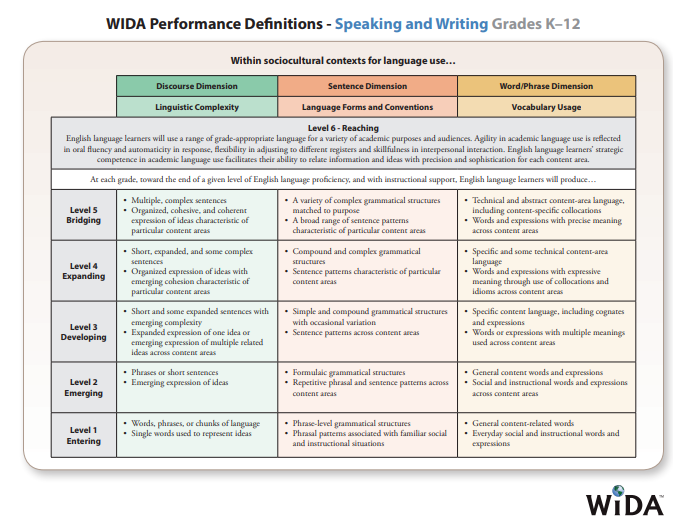 WIDA Performance Definitions - Speaking and Writing Grades K–12
Within sociocultural contexts for language use…
Discourse Dimension
Sentence Dimension
Word/Phrase Dimension
Linguistic Complexity
Language Forms and Conventions
Vocabulary Usage
Level 6 - Reaching
English language learners will use a range of grade-appropriate language for a variety of academic purposes and audiences. Agility in academic language use is reflected
in oral fluency and automaticity in response, flexibility in adjusting to different registers and skillfulness in interpersonal interaction. English language learners’ strategic
competence in academic language use facilitates their ability to relate information and ideas with precision and sophistication for each content area.
At each grade, toward the end of a given level of English language proficiency, and with instructional support, English language learners will produce…
Level 5
Bridging
• Multiple, complex sentences
• Organized, cohesive, and coherent
expression of ideas characteristic of
particular content areas
• A variety of complex grammatical structures
matched to purpose
• A broad range of sentence patterns
characteristic of particular content areas
• Technical and abstract content-area language,
including content-specific collocations
• Words and expressions with precise meaning
across content areas
Level 4
Expanding
• Short, expanded, and some complex
sentences
• Organized expression of ideas with
emerging cohesion characteristic of
particular content areas
• Compound and complex grammatical
structures
• Sentence patterns characteristic of particular
content areas
• Specific and some technical content-area
language
• Words and expressions with expressive
meaning through use of collocations and
idioms across content areas
Level 3
Developing
• Short and some expanded sentences with
emerging complexity
• Expanded expression of one idea or
emerging expression of multiple related
ideas across content areas
• Simple and compound grammatical structures
with occasional variation
• Sentence patterns across content areas
• Specific content language, including cognates
and expressions
• Words or expressions with multiple meanings
used across content areas
Level 2
Emerging
• Phrases or short sentences
• Emerging expression of ideas
• Formulaic grammatical structures
• Repetitive phrasal and sentence patterns across
content areas
• General content words and expressions
• Social and instructional words and expressions
across content areas
Level 1
Entering
• Words, phrases, or chunks of language
• Single words used to represent ideas
• Phrase-level grammatical structures
• Phrasal patterns associated with familiar social
and instructional situations
• General content-related words
• Everyday social and instructional words and
expressions
WIDA™